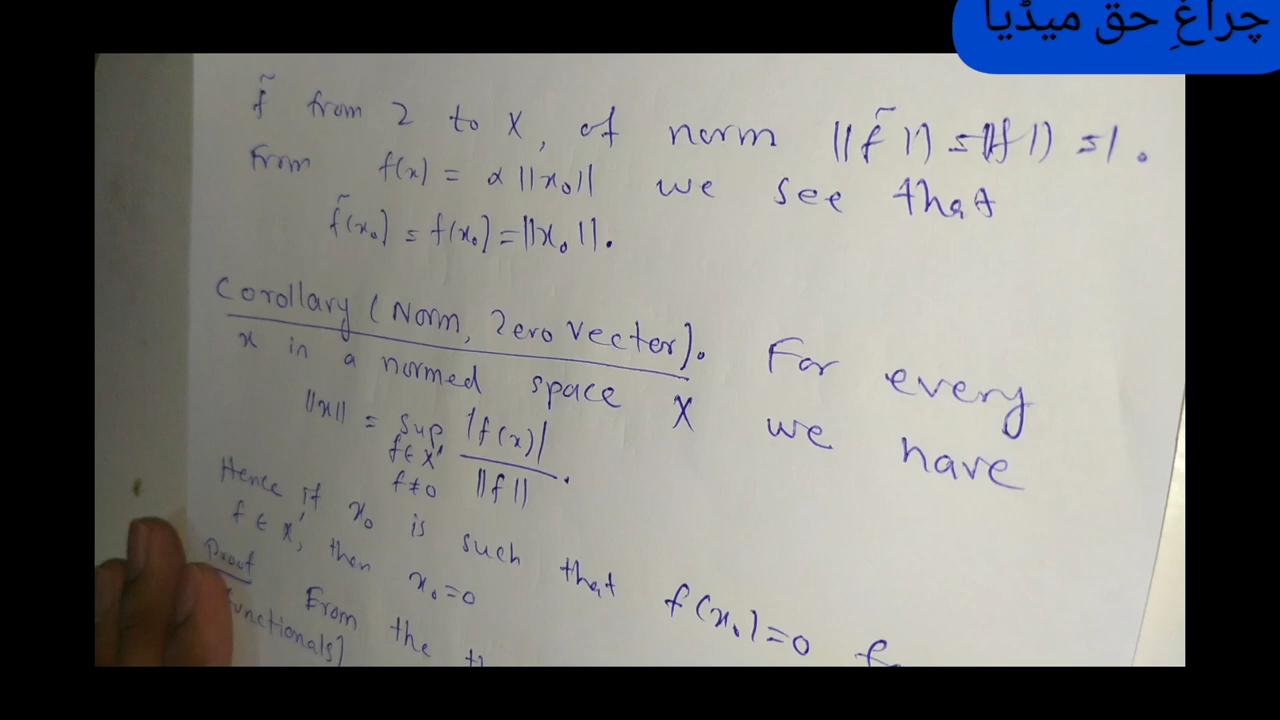 چراغِ حق میڈیا
f̃ from 2 to X, of norm ||f̃|| = ||f|| = 1.
From f(x) = α ||x₀|| we see that
f̃(x₀) = f(x₀) = ||x₀||.
Corollary (Norm, Zero Vector). For every
x in a normed space X we have
||x|| = sup |f(x)| / ||f||.
f ∈ X'
f ≠ 0
Hence if x₀ is such that f(x₀) = 0
f ∈ X', then x₀ = 0
Proof From the
functionals)